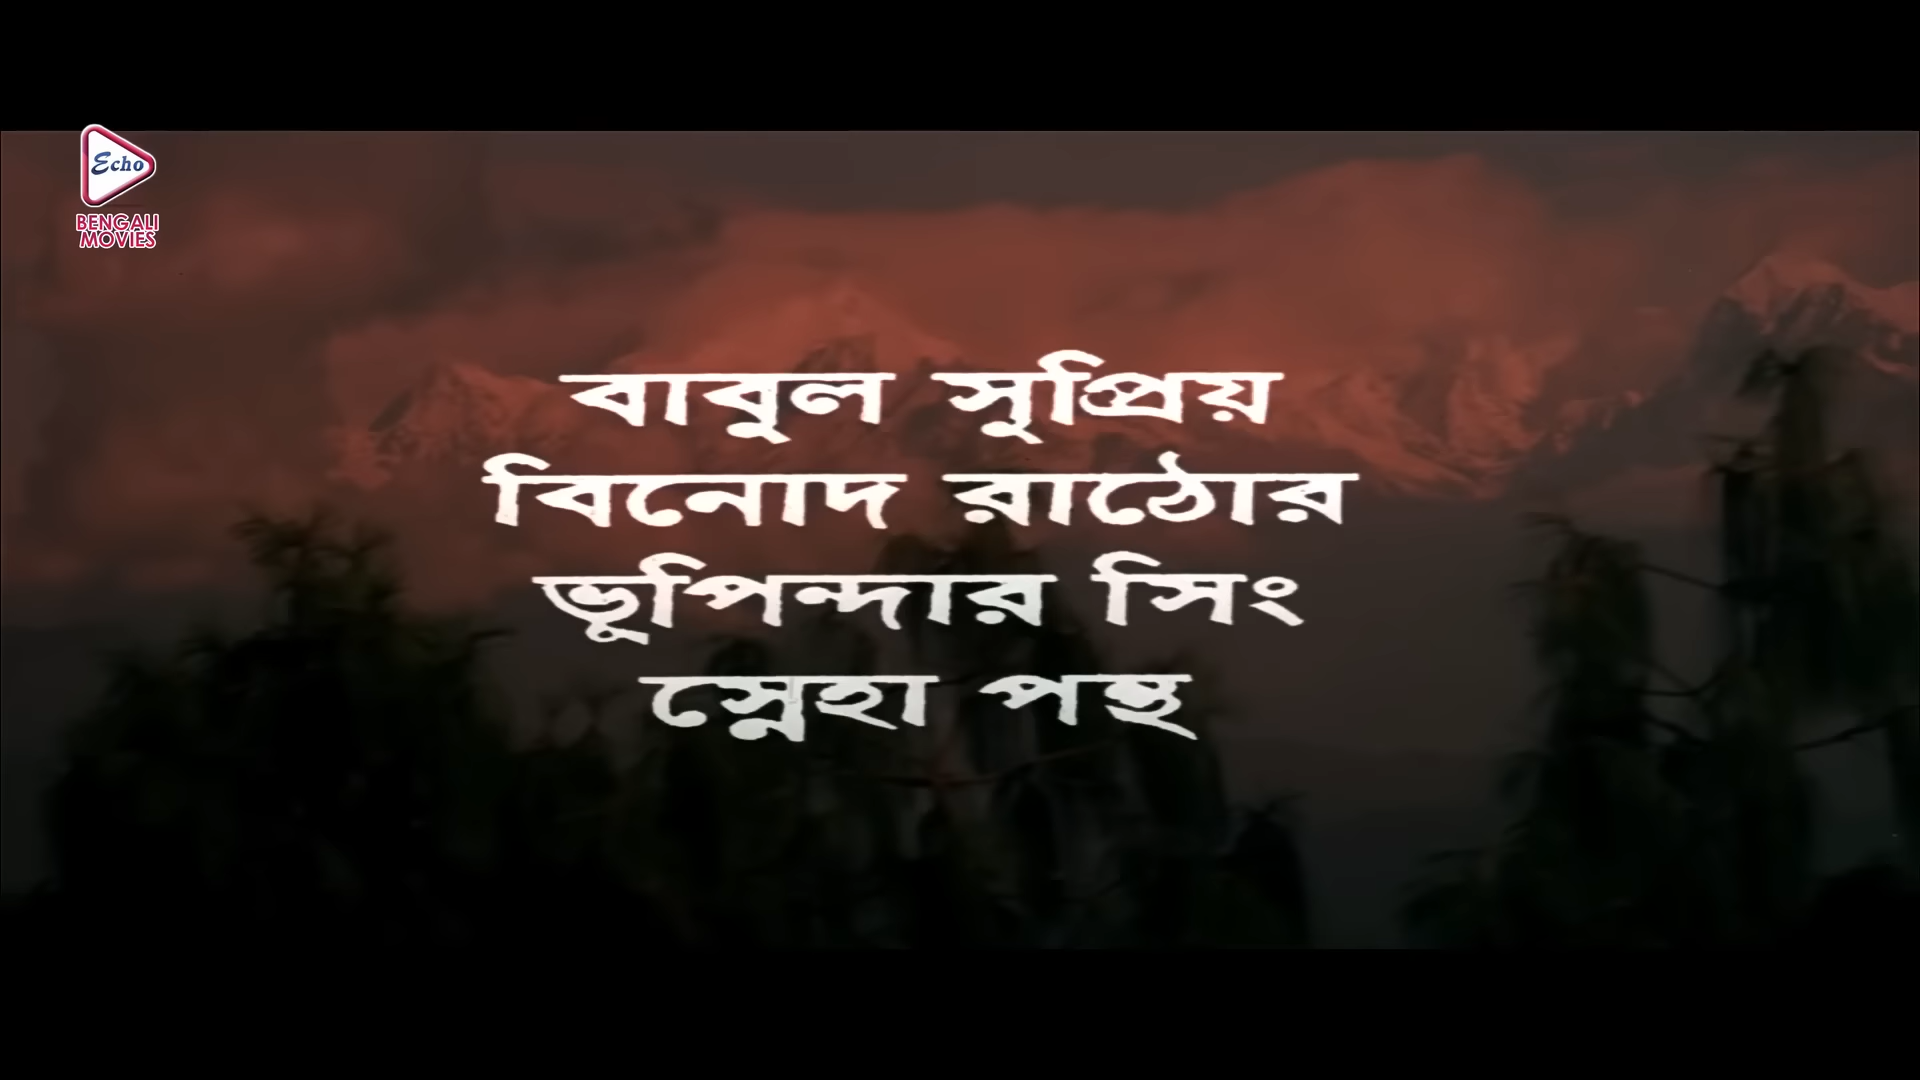 Echo
BENGALI
MOVIES
বাবুল সুপ্রিয়
বিনোদ রাঠোর
ভূপিন্দার সিং
স্নেহা পন্থ